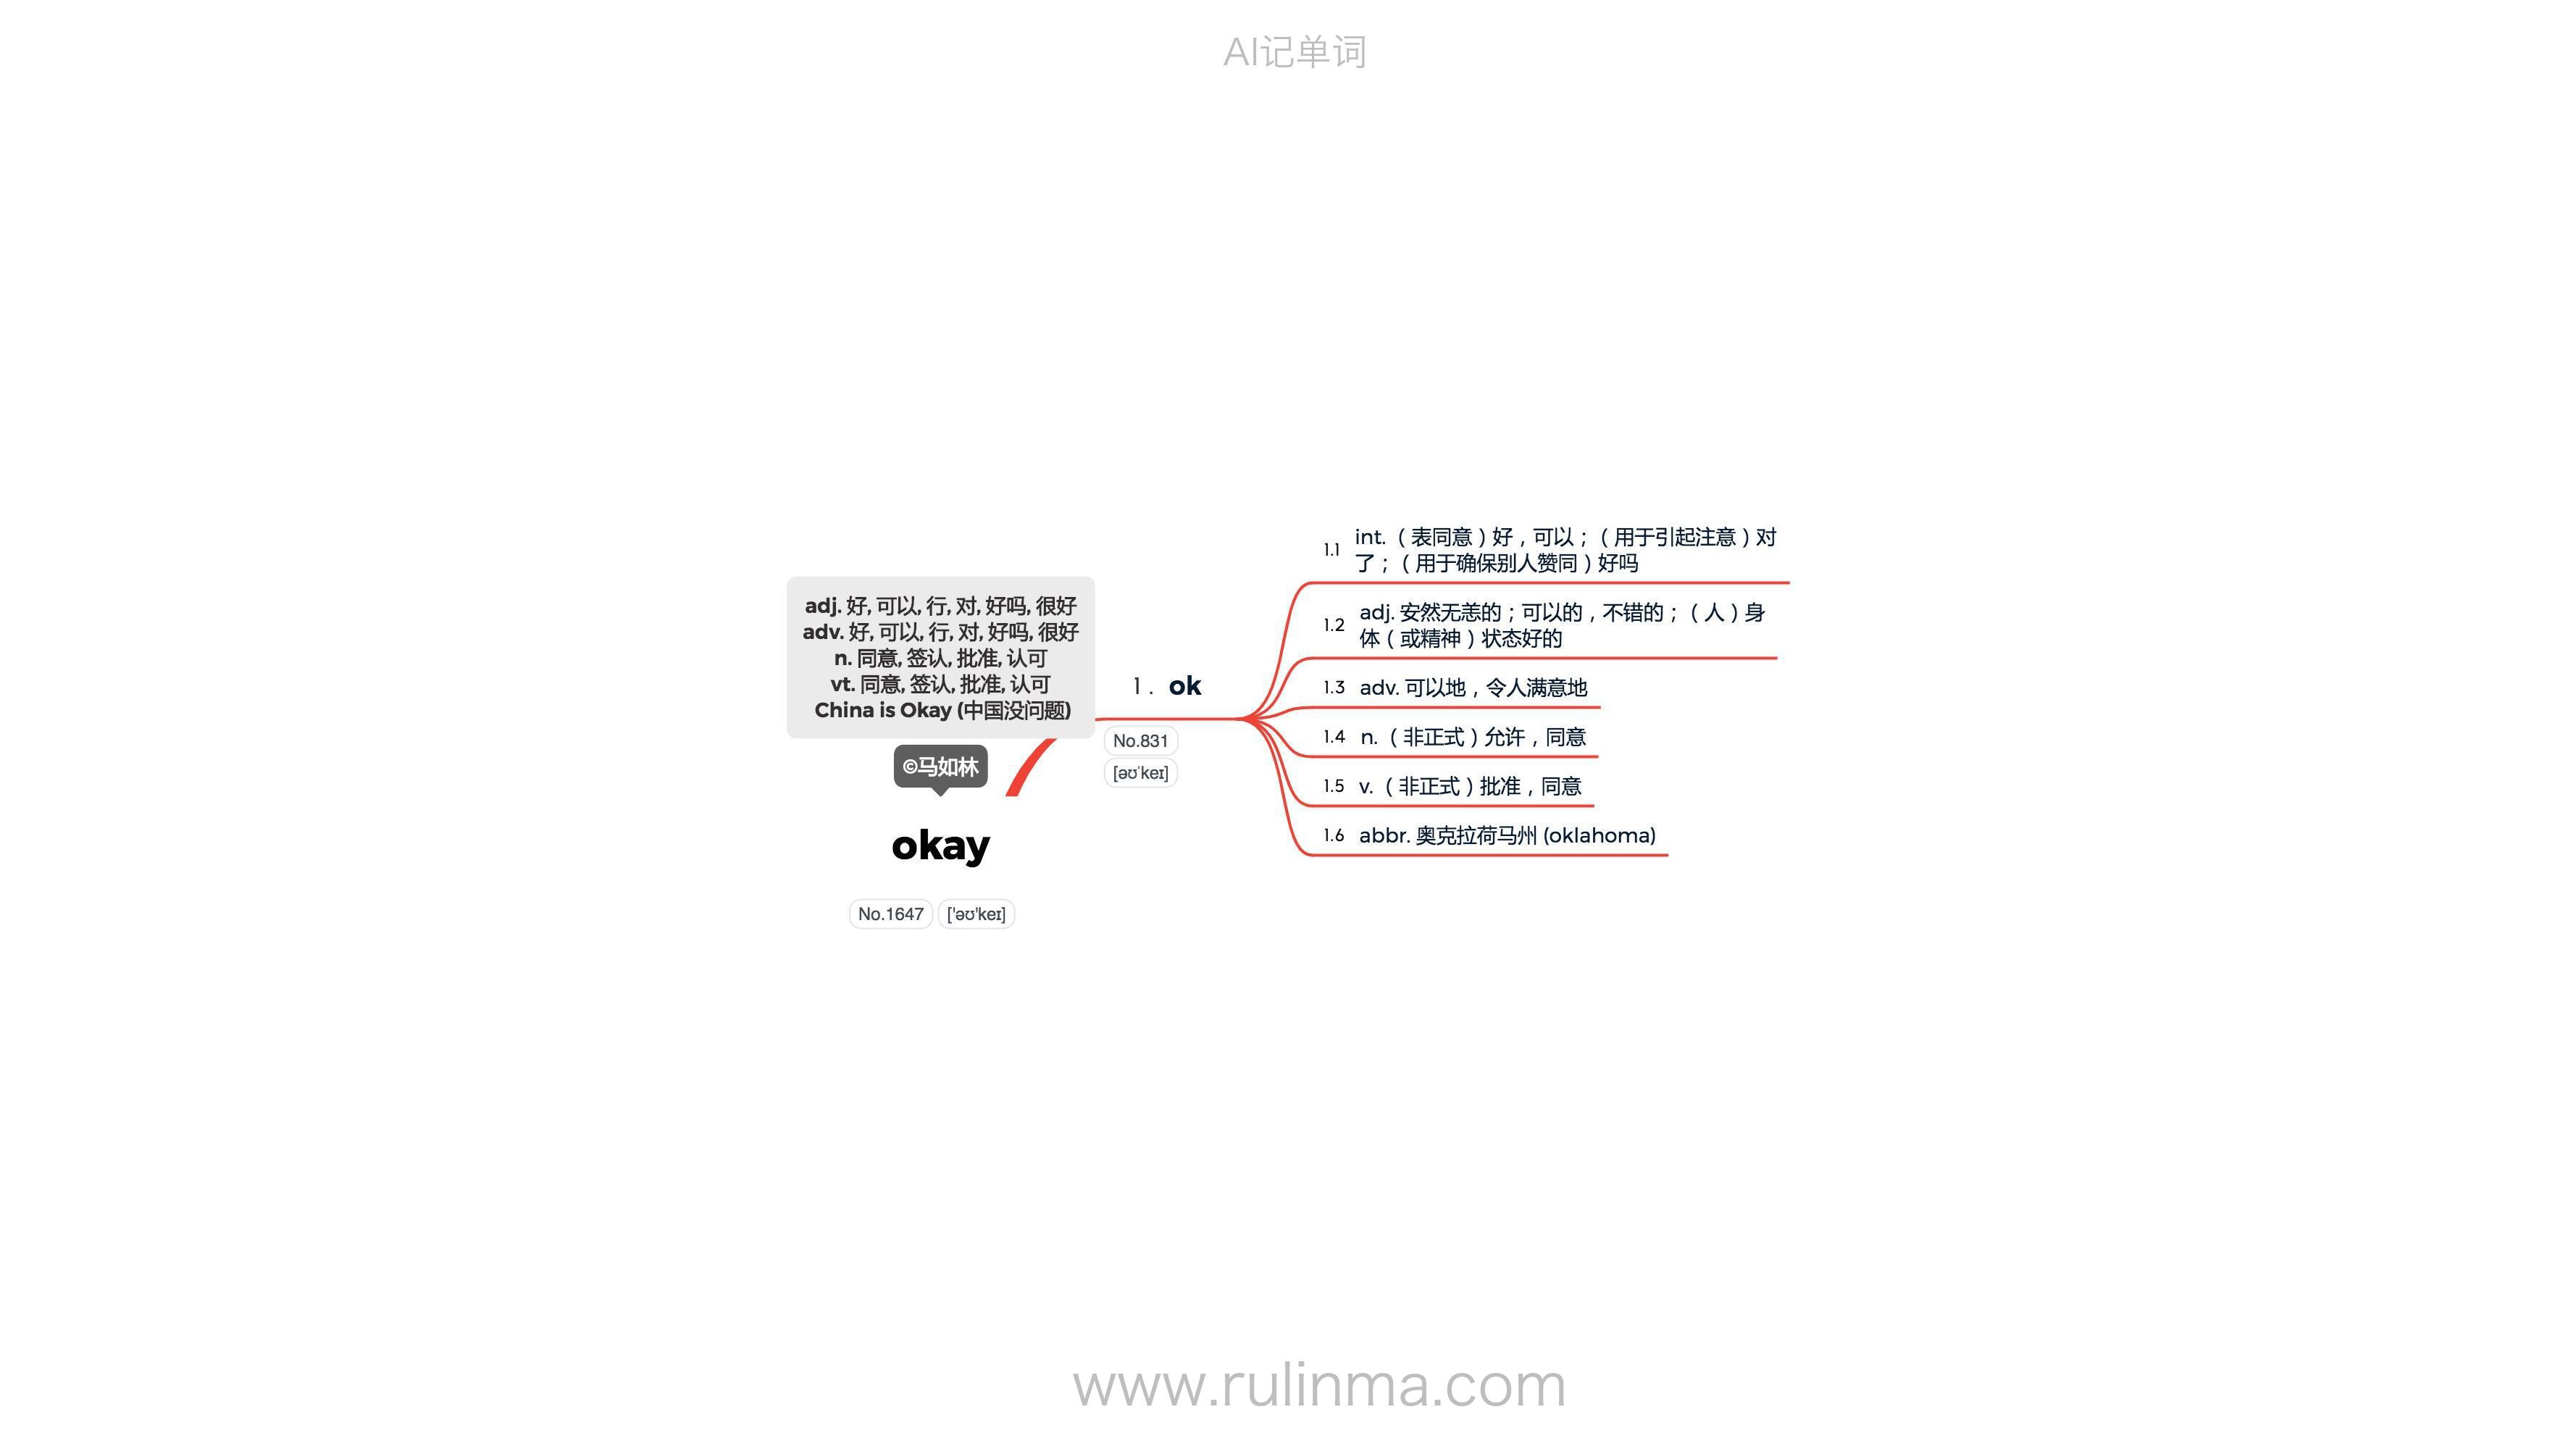 AI记单词
adj. 好, 可以, 行, 对, 好吗, 很好
adv. 好, 可以, 行, 对, 好吗, 很好
n. 同意, 签认, 批准, 认可
vt. 同意, 签认, 批准, 认可
China is Okay (中国没问题)
©马如林
okay
No.1647 ['əʊ'keɪ]
1. ok
No.831
[əʊˈkeɪ]
1.1 int.（表同意）好，可以；（用于引起注意）对
了；（用于确保别人赞同）好吗
1.2 adj. 安然无恙的；可以的，不错的；（人）身
体（或精神）状态好的
1.3 adv. 可以地，令人满意地
1.4 n.（非正式）允许，同意
1.5 v.（非正式）批准，同意
1.6 abbr. 奥克拉荷马州 (oklahoma)
www.rulinma.com